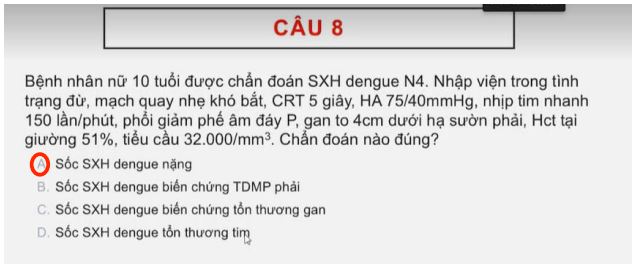 CÂU 8
Bệnh nhân nữ 10 tuổi được chẩn đoán SXH dengue N4. Nhập viện trong tình
trạng đừ, mạch quay nhẹ khó bắt, CRT 5 giây, HA 75/40mmHg, nhịp tim nhanh
150 lần/phút, phổi giảm phế âm đáy P, gan to 4cm dưới hạ sườn phải, Hct tại
giường 51%, tiểu cầu 32.000/mm³. Chẩn đoán nào đúng?
A. Sốc SXH dengue nặng
B. Sốc SXH dengue biến chứng TDMP phải
C. Sốc SXH dengue biến chứng tổn thương gan
D. Sốc SXH dengue tổn thương tim